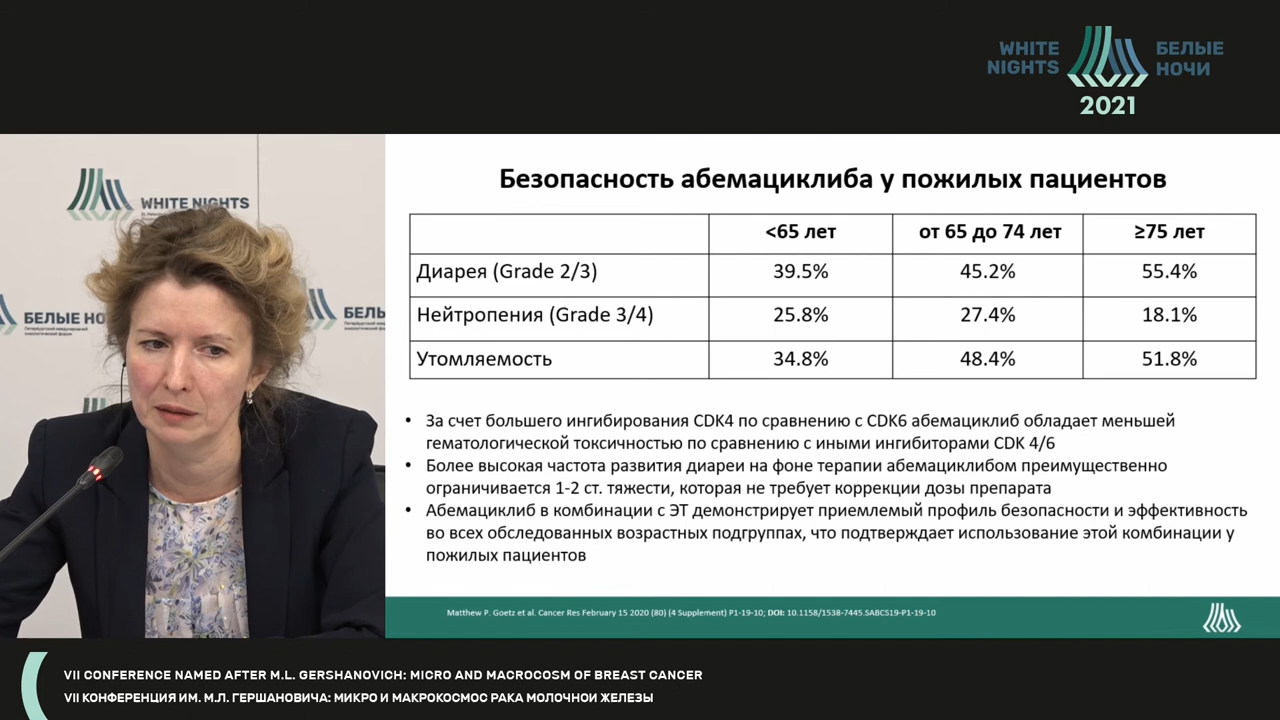 WHITE NIGHTS
БЕЛЫЕ НОЧИ
2021
WHITE NIGHTS
БЕЛЫЕ НО
Петербургский международный
онкологический форум
БЕЛЬ
Безопасность абемациклиба у пожилых пациентов
<65 лет от 65 до 74 лет ≥75 лет
Диарея (Grade 2/3) 39.5% 45.2% 55.4%
Нейтропения (Grade 3/4) 25.8% 27.4% 18.1%
Утомляемость 34.8% 48.4% 51.8%
• За счет большего ингибирования CDK4 по сравнению с CDK6 абемациклиб обладает меньшей
гематологической токсичностью по сравнению с иными ингибиторами CDK 4/6
• Более высокая частота развития диареи на фоне терапии абемациклибом преимущественно
ограничивается 1-2 ст. тяжести, которая не требует коррекции дозы препарата
• Абемациклиб в комбинации с ЭТ демонстрирует приемлемый профиль безопасности и эффективность
во всех обследованных возрастных подгруппах, что подтверждает использование этой комбинации у
пожилых пациентов
Matthew P. Goetz et al. Cancer Res February 15 2020 (80) (4 Supplement) P1-19-10; DOI: 10.1158/1538-7445.SABCS19-P1-19-10
VII CONFERENCE NAMED AFTER M.L. GERSHANOVICH: MICRO AND MACROCOSM OF BREAST CANCER
VII КОНФЕРЕНЦИЯ ИМ. М.Л. ГЕРШАНОВИЧА: МИКРО И МАКРОКОСМОС РАКА МОЛОЧНОЙ ЖЕЛЕЗЫ